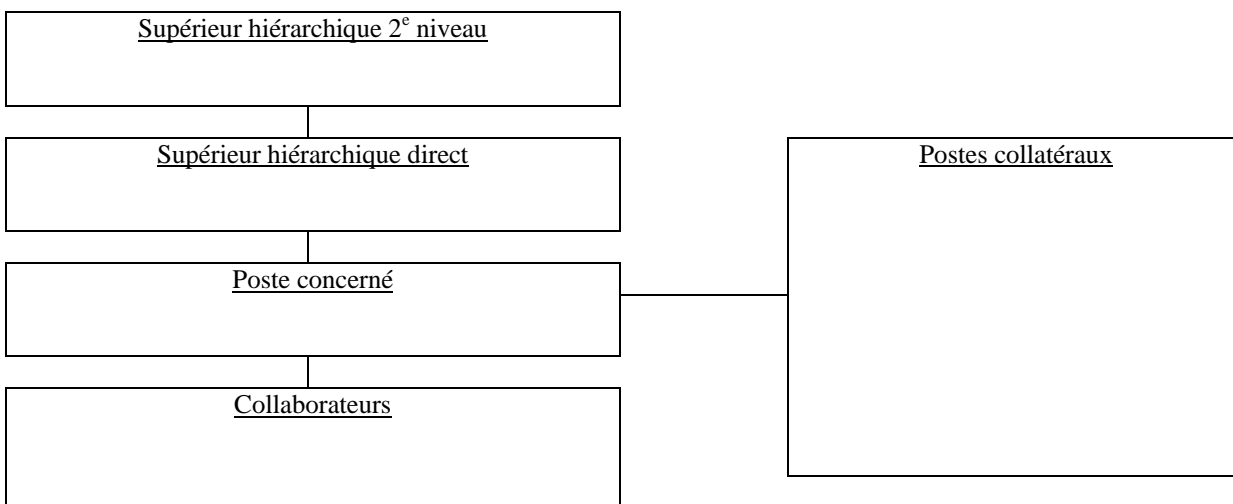 Supérieur hiérarchique 2e niveau
Supérieur hiérarchique direct
Postes collatéraux
Poste concerné
Collaborateurs